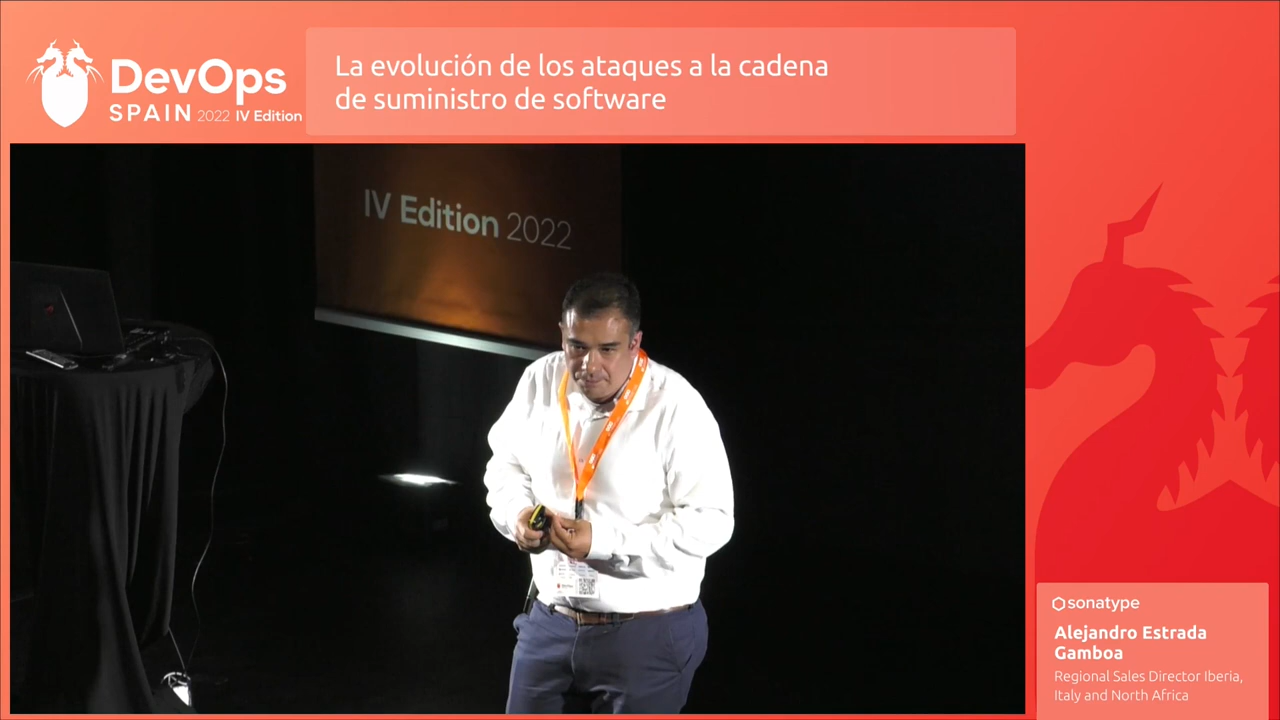 DevOps
SPAIN 2022 IV Edition
La evolución de los ataques a la cadena
de suministro de software
IV Edition 2022
sonatype
Alejandro Estrada
Gamboa
Regional Sales Director Iberia,
Italy and North Africa